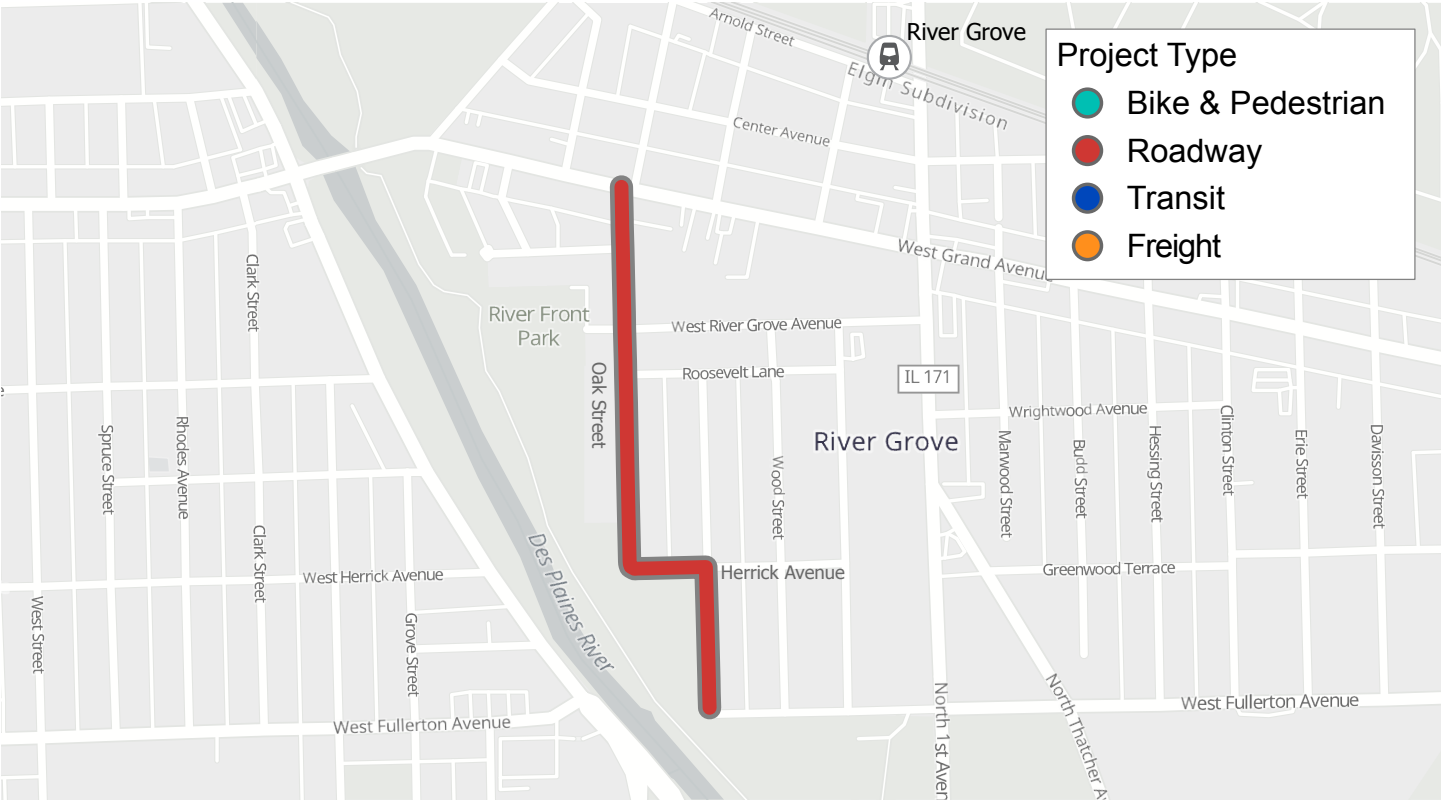 Arnold Street
River Grove
Elgin Subdivision
Project Type
Bike & Pedestrian
Roadway
Transit
Freight
Center Avenue
West Grand Avenu
Clark Street
River Front
Park
West River Grove Avenue
Roosevelt Lane
Oak Street
IL 171
Wrightwood Avenue
River Grove
Spruce Street
Rhodes Avenue
Wood Street
Marwood Street
Budd Street
Hessing Street
Clinton Street
Erie Street
Davisson Street
Clark Street
Des Plaines River
West Herrick Avenue
Herrick Avenue
Greenwood Terrace
West Street
Grove Street
North 1st Aven
North Thatcher A
West Fullerton Avenue
West Fullerton Avenue